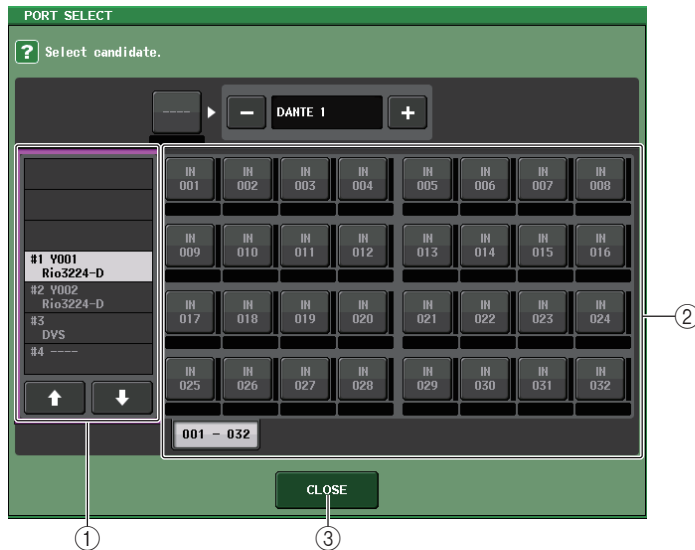 PORT SELECT
? Select candidate.
---- DANTE 1
− +
#1 Y001
Rio3224-D
#2 Y002
Rio3224-D
#3
DVS
#4 ----
IN 001 IN 002 IN 003 IN 004 IN 005 IN 006 IN 007 IN 008
IN 009 IN 010 IN 011 IN 012 IN 013 IN 014 IN 015 IN 016
IN 017 IN 018 IN 019 IN 020 IN 021 IN 022 IN 023 IN 024
IN 025 IN 026 IN 027 IN 028 IN 029 IN 030 IN 031 IN 032
001 - 032
CLOSE
①
②
③